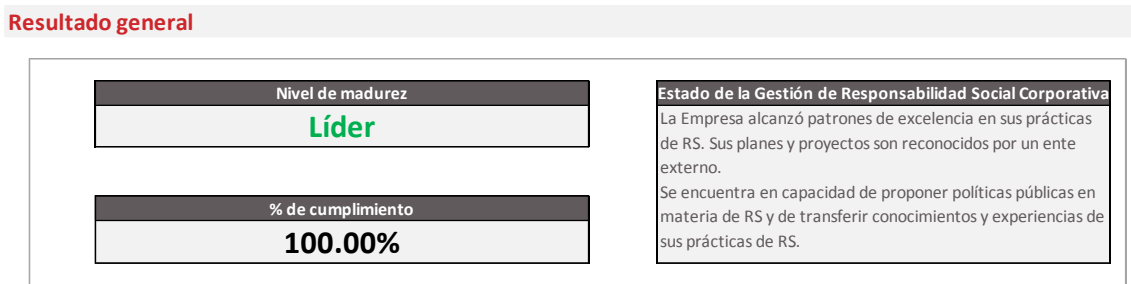 Resultado general
Nivel de madurez
Líder
% de cumplimiento
100.00%
Estado de la Gestión de Responsabilidad Social Corporativa
La Empresa alcanzó patrones de excelencia en sus prácticas
de RS. Sus planes y proyectos son reconocidos por un ente
externo.
Se encuentra en capacidad de proponer políticas públicas en
materia de RS y de transferir conocimientos y experiencias de
sus prácticas de RS.